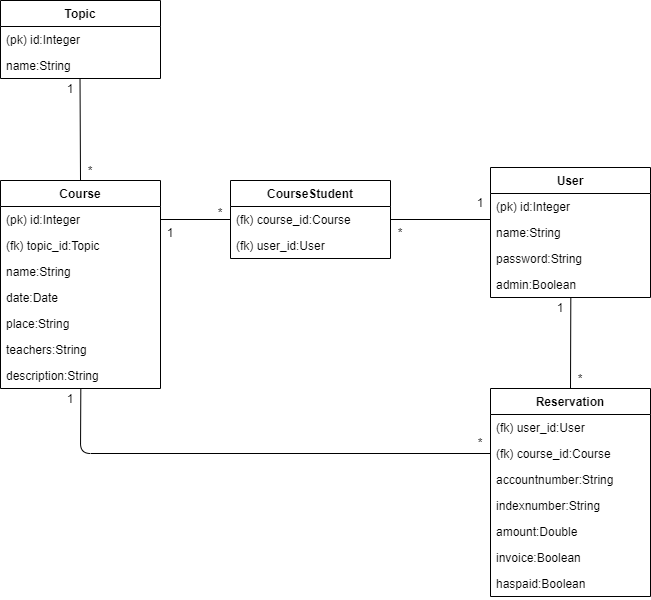 Topic
(pk) id:Integer
name:String
1
*
Course
(pk) id:Integer
(fk) topic_id:Topic
name:String
date:Date
place:String
teachers:String
description:String
1
*
CourseStudent
(fk) course_id:Course
(fk) user_id:User
*
1
User
(pk) id:Integer
name:String
password:String
admin:Boolean
1
*
1
*
Reservation
(fk) user_id:User
(fk) course_id:Course
accountnumber:String
indexnumber:String
amount:Double
invoice:Boolean
haspaid:Boolean